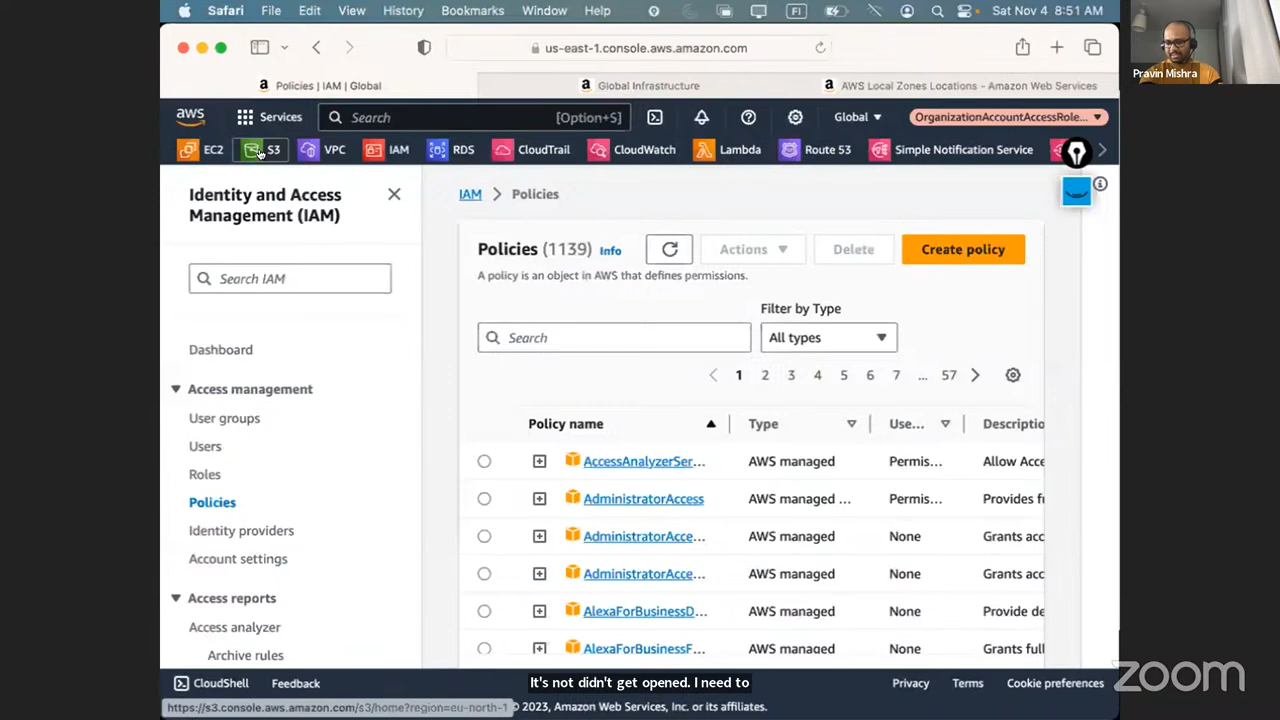 Safari File Edit View History Bookmarks Window Help FI Sat Nov 4 8:51 AM
us-east-1.console.aws.amazon.com
Policies | IAM | Global
Global Infrastructure
AWS Local Zones Locations - Amazon Web Services
Pravin Mishra
aws Services Search [Option+S] Global OrganizationAccountAccessRole...
EC2 S3 VPC IAM RDS CloudTrail CloudWatch Lambda Route 53 Simple Notification Service
Identity and Access
Management (IAM)
Search IAM
Dashboard
Access management
User groups
Users
Roles
Policies
Identity providers
Account settings
Access reports
Access analyzer
Archive rules
IAM > Policies
Policies (1139) Info Actions Delete Create policy
A policy is an object in AWS that defines permissions.
Filter by Type
Search All types
1 2 3 4 5 6 7 ... 57
Policy name Type Use... Descriptio
AccessAnalyzerSer... AWS managed Permis... Allow Acce
AdministratorAccess AWS managed ... Permis... Provides fu
AdministratorAcce... AWS managed None Grants acc
AdministratorAcce... AWS managed None Grants acc
AlexaForBusinessD... AWS managed None Provide de
AlexaForBusinessF... AWS managed None Grants full
CloudShell Feedback It's not didn't get opened. I need to Privacy Terms Cookie preferences
https://s3.console.aws.amazon.com/s3/home?region=eu-north-1 © 2023, Amazon Web Services, Inc. or its affiliates.
zoom